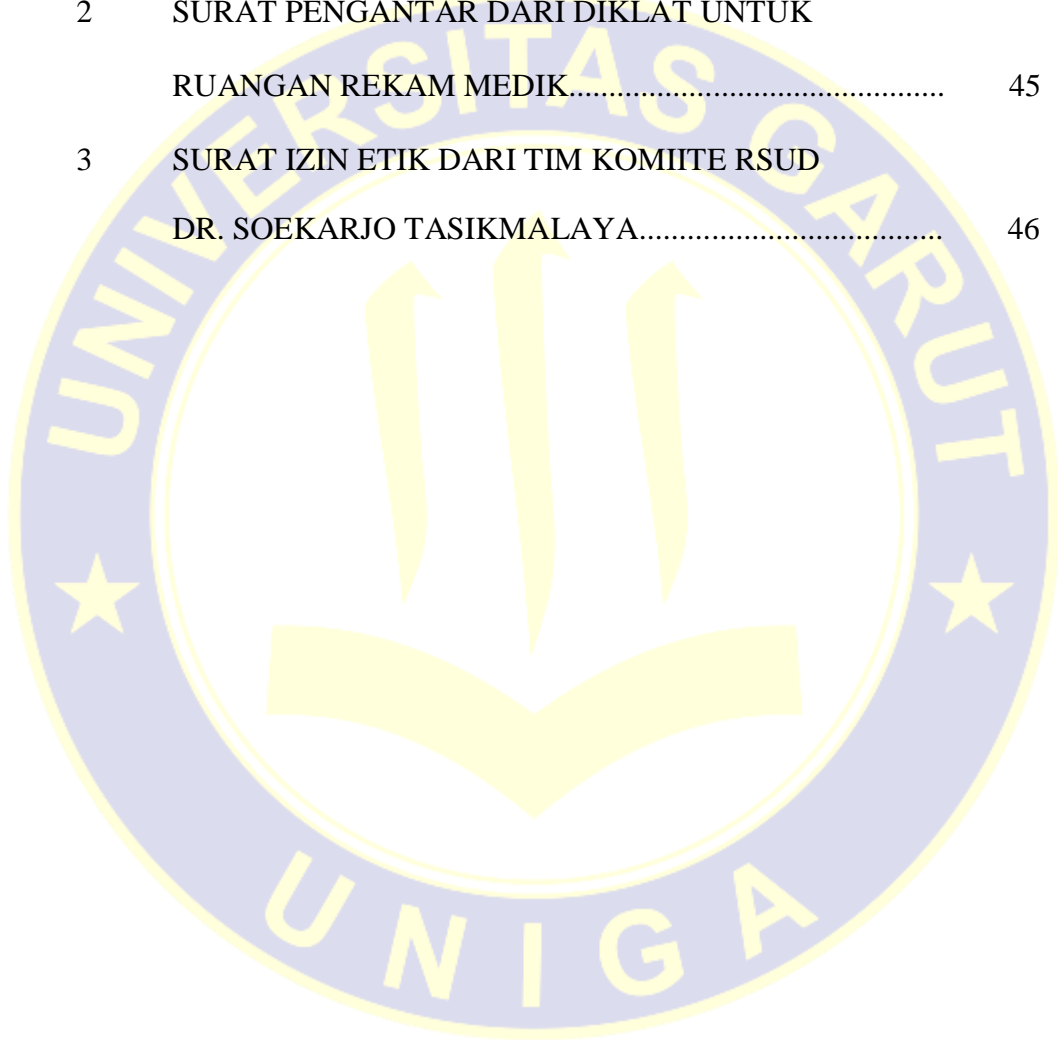 2 SURAT PENGANTAR DARI DIKLAT UNTUK
RUANGAN REKAM MEDIK............................................... 45
3 SURAT IZIN ETIK DARI TIM KOMIITE RSUD
DR. SOEKARJO TASIKMALAYA...................................... 46
UNIVERSITAS GARUT
UNIGA